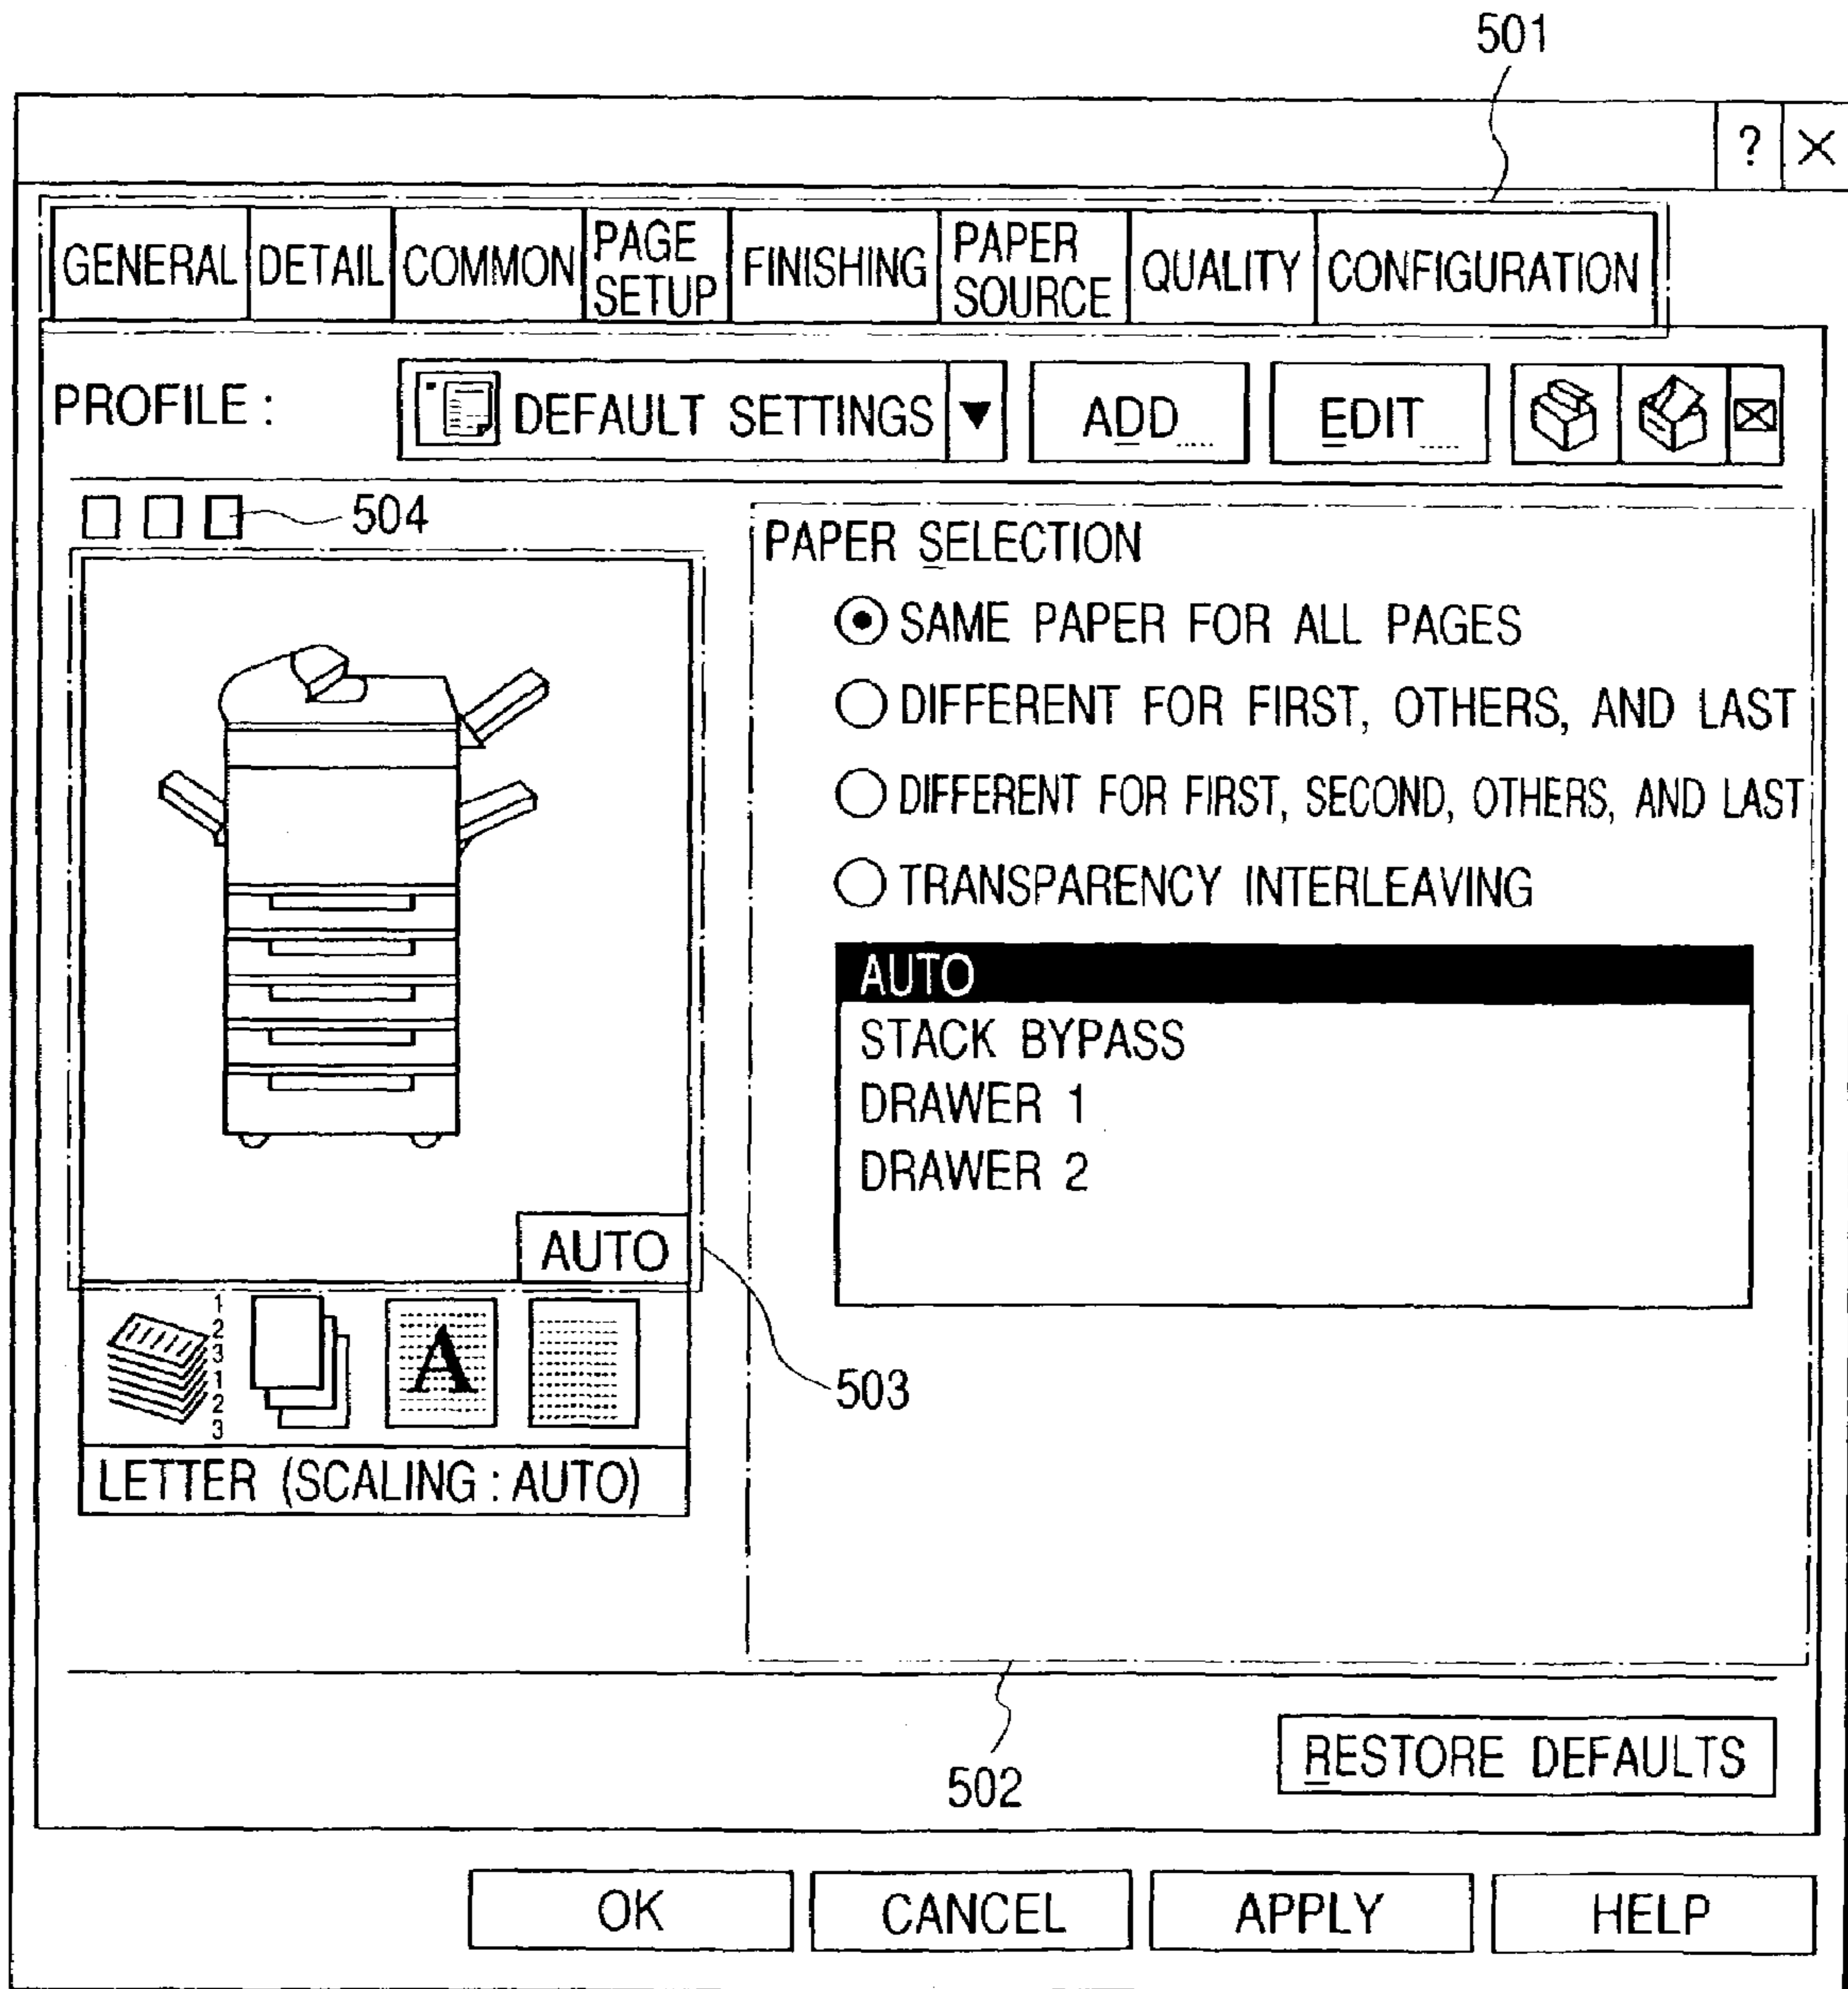 501
? ×
GENERAL DETAIL COMMON PAGE SETUP FINISHING PAPER SOURCE QUALITY CONFIGURATION
PROFILE : DEFAULT SETTINGS ▼ ADD... EDIT...
504
PAPER SELECTION
SAME PAPER FOR ALL PAGES
DIFFERENT FOR FIRST, OTHERS, AND LAST
DIFFERENT FOR FIRST, SECOND, OTHERS, AND LAST
TRANSPARENCY INTERLEAVING
AUTO
STACK BYPASS
DRAWER 1
DRAWER 2
AUTO
503
1
2
3
1
2
3
A
LETTER (SCALING : AUTO)
502
RESTORE DEFAULTS
OK CANCEL APPLY HELP